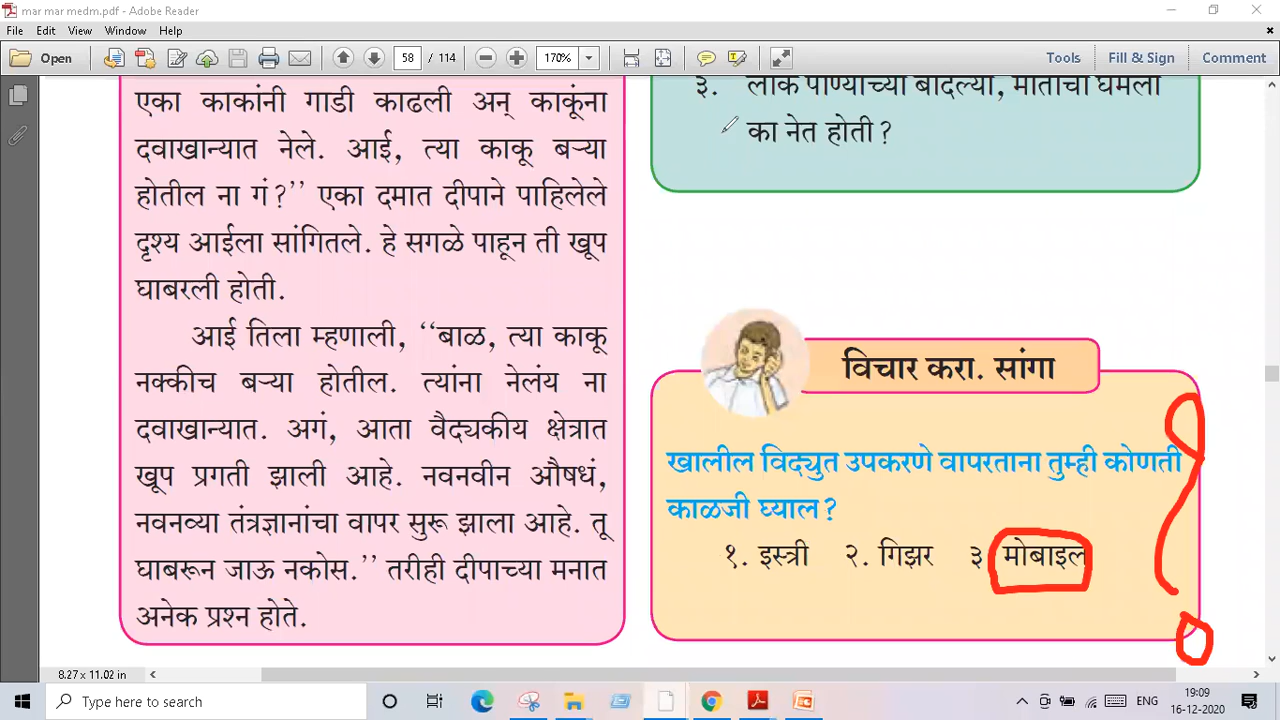 mar mar medm.pdf - Adobe Reader
File Edit View Window Help
Open 58 / 114 170% Tools Fill & Sign Comment
एका काकांनी गाडी काढली अन् काकूंना
दवाखान्यात नेले. आई, त्या काकू बऱ्या
होतील ना गं?’’ एका दमात दीपाने पाहिलेले
दृश्य आईला सांगितले. हे सगळे पाहून ती खूप
घाबरली होती.
आई तिला म्हणाली, ‘‘बाळ, त्या काकू
नक्कीच बऱ्या होतील. त्यांना नेलंय ना
दवाखान्यात. अगं, आता वैद्यकीय क्षेत्रात
खूप प्रगती झाली आहे. नवनवीन औषधं,
नवनव्या तंत्रज्ञानांचा वापर सुरू झाला आहे. तू
घाबरून जाऊ नकोस.’’ तरीही दीपाच्या मनात
अनेक प्रश्न होते.
३. लोक पाण्याच्या बादल्या, मातीची घमेली
का नेत होती?
विचार करा. सांगा
खालील विद्युत उपकरणे वापरताना तुम्ही कोणती
काळजी घ्याल?
१. इस्त्री २. गिझर ३ मोबाइल
8.27 x 11.02 in
Type here to search
ENG 19:09
16-12-2020